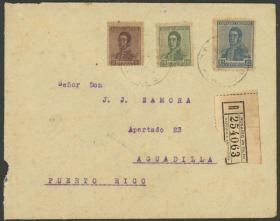 Señor Don
J. J. ZAMORA
Apartado 23
AGUADILLA
PUERTO RICO
R
254063